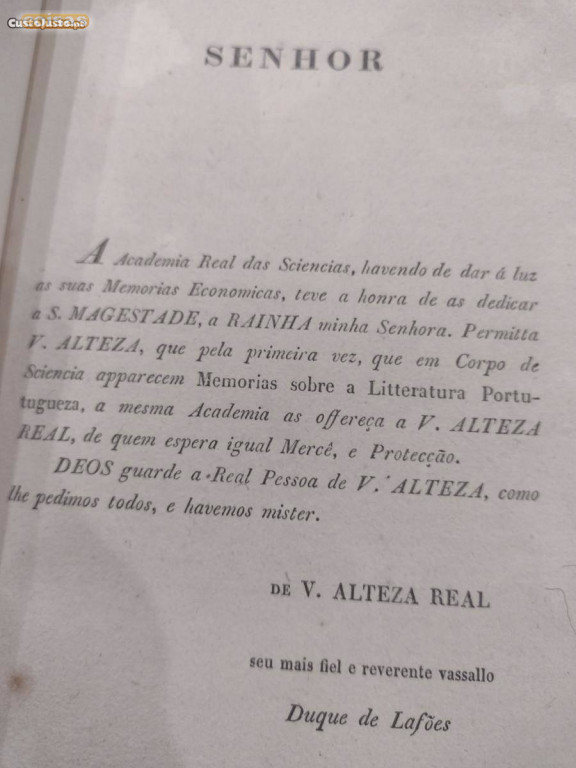 coisas
CustoJusto.pt
SENHOR
A Academia Real das Sciencias, havendo de dar á luz
as suas Memorias Economicas, teve a honra de as dedicar
a S. MAGESTADE, a RAINHA minha Senhora. Permitta
V. ALTEZA, que pela primeira vez, que em Corpo de
Sciencia apparecem Memorias sobre a Litteratura Portu-
tugueza, a mesma Academia as offereça a V. ALTEZA
REAL, de quem espera igual Mercê, e Protecção.
DEOS guarde a Real Pessoa de V. ALTEZA, como
lhe pedimos todos, e havemos mister.
DE V. ALTEZA REAL
seu mais fiel e reverente vassallo
Duque de Lafões